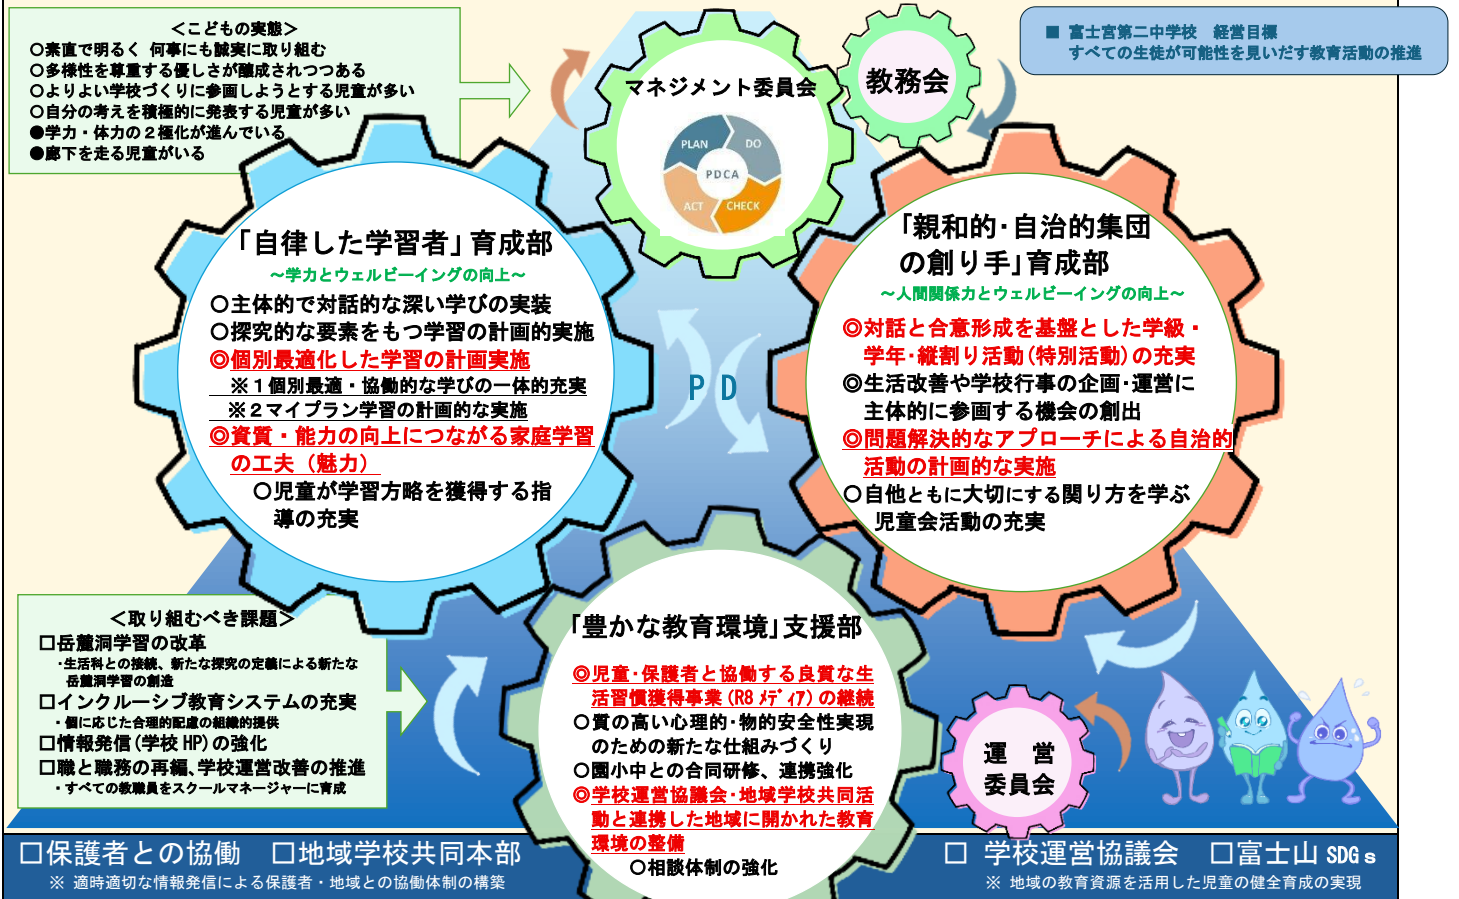 ＜こどもの実態＞
○素直で明るく 何事にも誠実に取り組む
○多様性を尊重する優しさが醸成されつつある
○よりよい学校づくりに参画しようとする児童が多い
○自分の考えを積極的に発表する児童が多い
●学力・体力の２極化が進んでいる
●廊下を走る児童がいる
マネジメント委員会
PLAN
DO
PDCA
ACT
CHECK
教務会
■ 富士宮第二中学校 経営目標
すべての生徒が可能性を見いだす教育活動の推進
「自律した学習者」育成部
～学力とウェルビーイングの向上～
○主体的で対話的な深い学びの実装
○探究的な要素をもつ学習の計画的実施
◎個別最適化した学習の計画実施
※１個別最適・協働的な学びの一体的充実
※２マイプラン学習の計画的な実施
◎資質・能力の向上につながる家庭学習
の工夫（魅力）
○児童が学習方略を獲得する指
導の充実
PD
「親和的・自治的集団
の創り手」育成部
～人間関係力とウェルビーイングの向上～
◎対話と合意形成を基盤とした学級・
学年・縦割り活動(特別活動)の充実
◎生活改善や学校行事の企画・運営に
主体的に参画する機会の創出
◎問題解決的なアプローチによる自治的
活動の計画的な実施
○自他ともに大切にする関り方を学ぶ
児童会活動の充実
＜取り組むべき課題＞
□岳麓洞学習の改革
・生活科との接続、新たな探究の定義による新たな
岳麓洞学習の創造
□インクルーシブ教育システムの充実
・個に応じた合理的配慮の組織的提供
□情報発信(学校HP)の強化
□職と職務の再編、学校運営改善の推進
・すべての教職員をスクールマネージャーに育成
「豊かな教育環境」支援部
◎児童・保護者と協働する良質な生
活習慣獲得事業(R8 ﾒﾃﾞｨｱ)の継続
○質の高い心理的・物的安全性実現
のための新たな仕組みづくり
○園小中との合同研修、連携強化
◎学校運営協議会・地域学校共同活
動と連携した地域に開かれた教育
環境の整備
○相談体制の強化
運 営
委員会
□保護者との協働 □地域学校共同本部
※ 適時適切な情報発信による保護者・地域との協働体制の構築
□ 学校運営協議会 □富士山 SDGｓ
※ 地域の教育資源を活用した児童の健全育成の実現